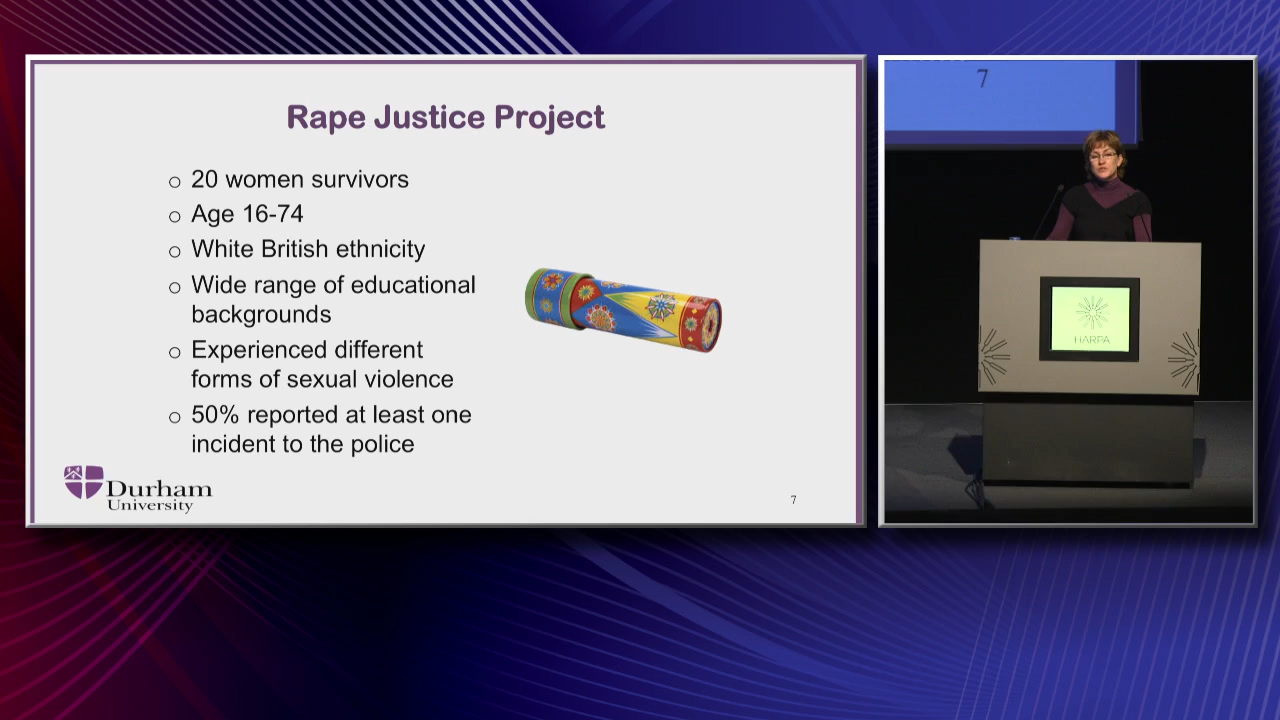 Rape Justice Project
○ 20 women survivors
○ Age 16-74
○ White British ethnicity
○ Wide range of educational
backgrounds
○ Experienced different
forms of sexual violence
○ 50% reported at least one
incident to the police
Durham
University
7
7
HARPA